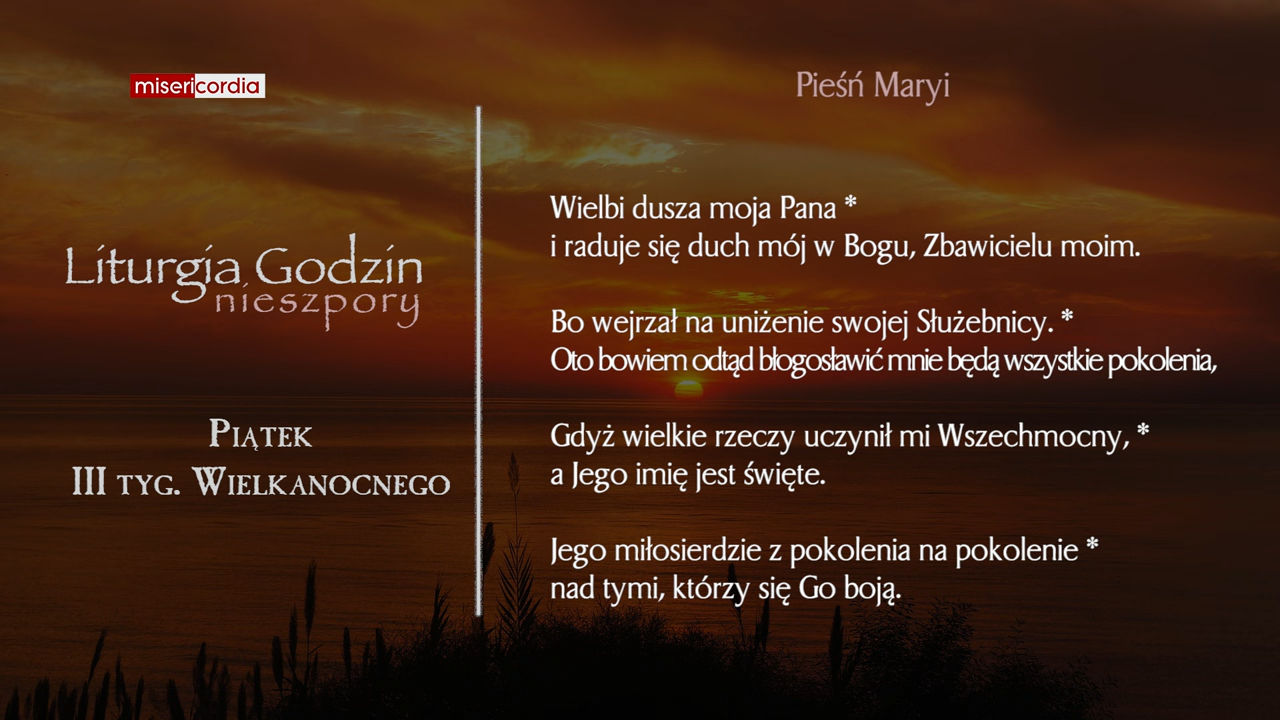 misericordia
Liturgia Godzin
nieszpory
Piątek
III tyg. Wielkanocnego
Pieśń Maryi
Wielbi dusza moja Pana *
i raduje się duch mój w Bogu, Zbawicielu moim.
Bo wejrzał na uniżenie swojej Służebnicy. *
Oto bowiem odtąd błogosławić mnie będą wszystkie pokolenia,
Gdyż wielkie rzeczy uczynił mi Wszechmocny, *
a Jego imię jest święte.
Jego miłosierdzie z pokolenia na pokolenie *
nad tymi, którzy się Go boją.